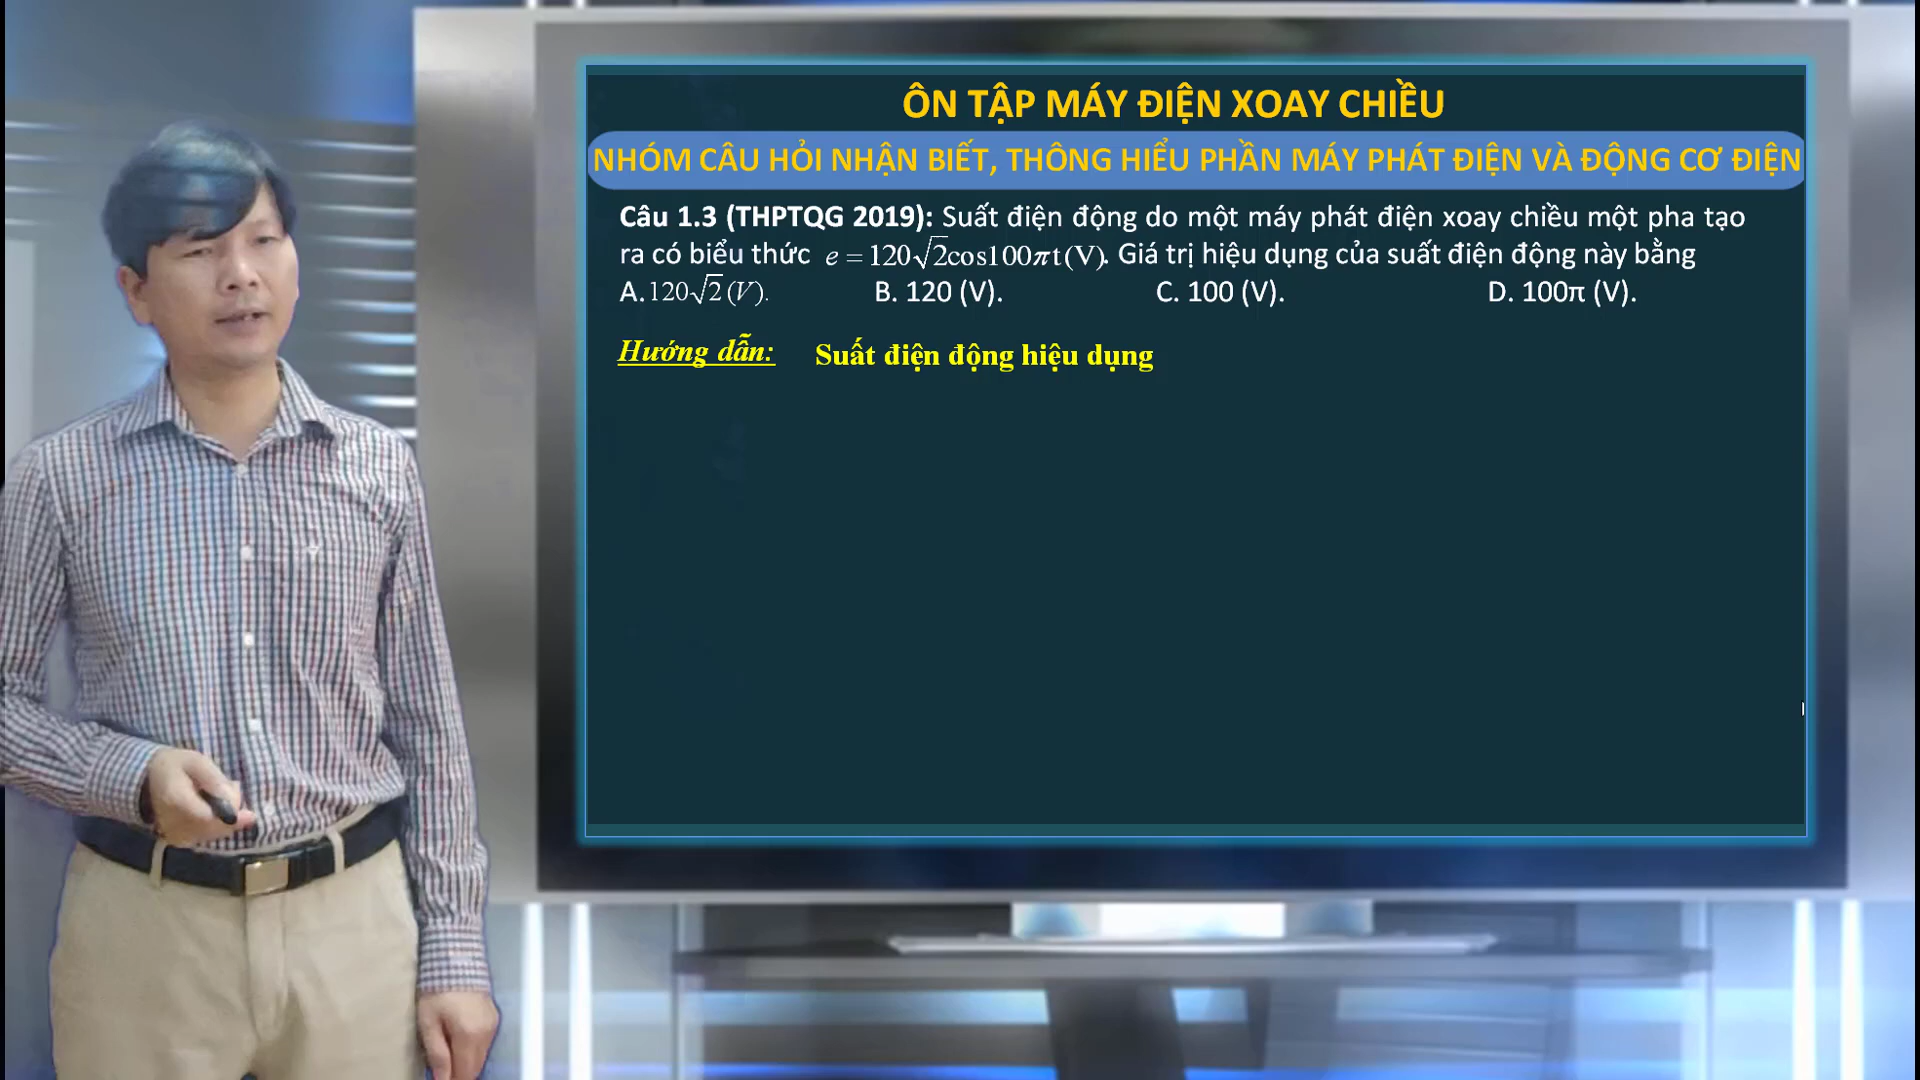 ÔN TẬP MÁY ĐIỆN XOAY CHIỀU
NHÓM CÂU HỎI NHẬN BIẾT, THÔNG HIỂU PHẦN MÁY PHÁT ĐIỆN VÀ ĐỘNG CƠ ĐIỆN
Câu 1.3 (THPTQG 2019): Suất điện động do một máy phát điện xoay chiều một pha tạo
ra có biểu thức e = 120√2cos100πt(V). Giá trị hiệu dụng của suất điện động này bằng
A. 120√2 (V). B. 120 (V). C. 100 (V). D. 100π (V).
Hướng dẫn: Suất điện động hiệu dụng